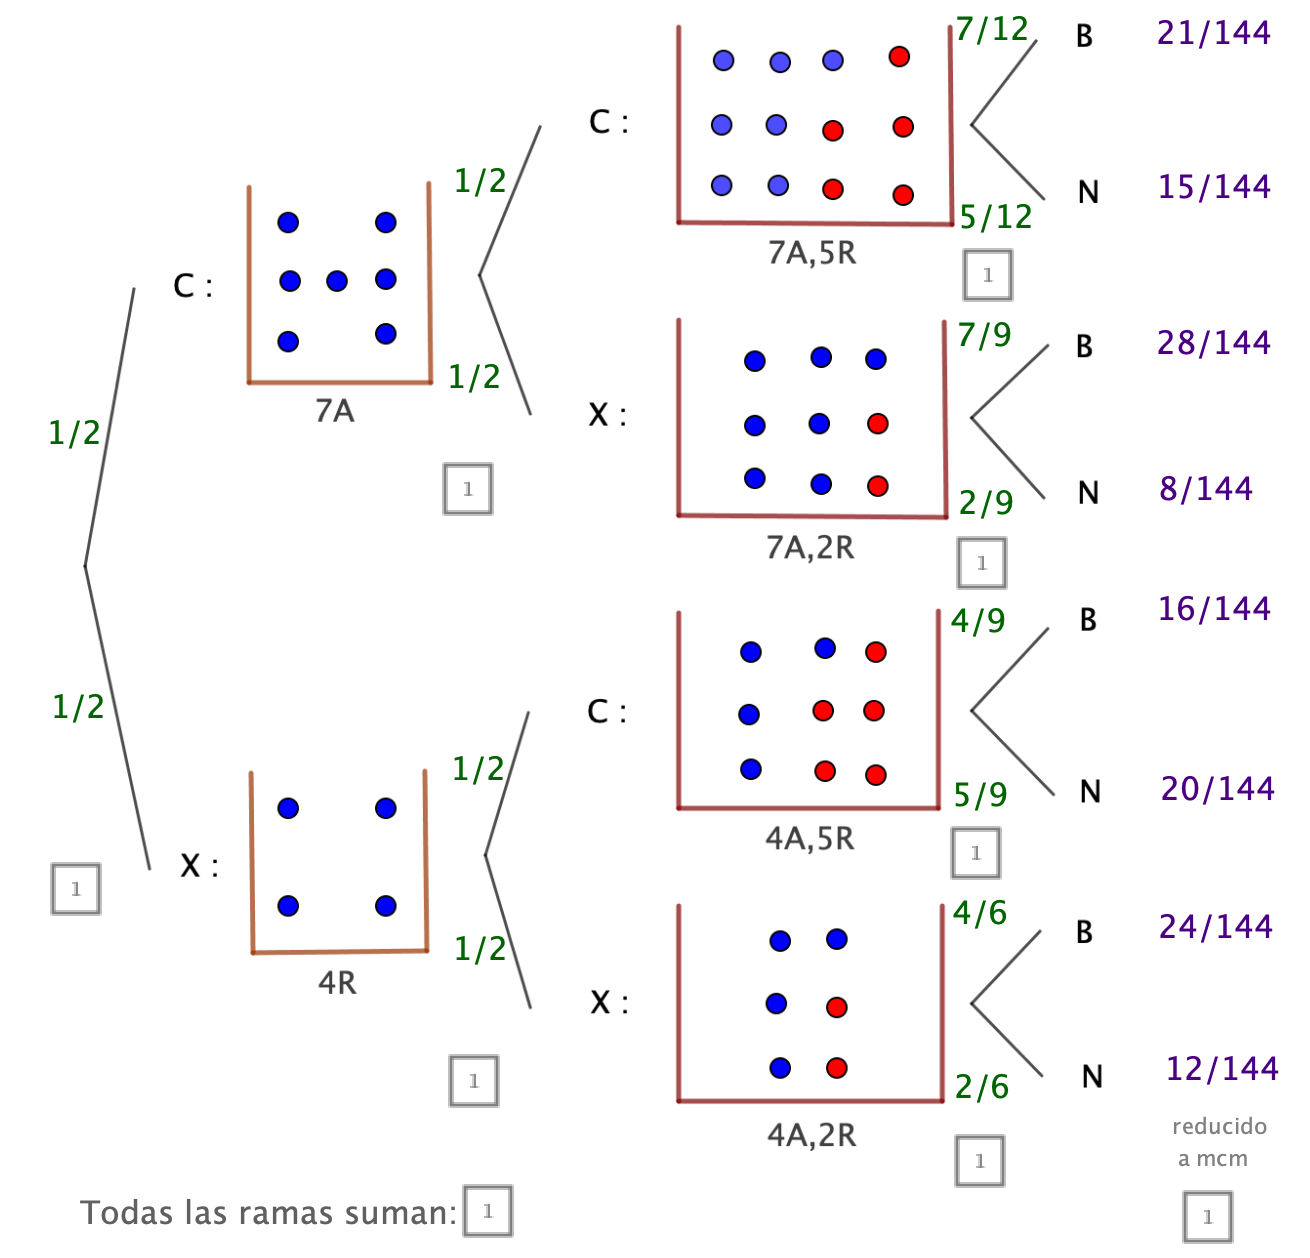 7/12
B
21/144
C :
1/2
N
15/144
5/12
7A,5R
1
C :
7/9
B
28/144
1/2
7A
X :
1/2
1
2/9
N
8/144
7A,2R
1
16/144
4/9
B
1/2
C :
1/2
5/9
N
20/144
4A,5R
1
X :
1
4/6
B
24/144
1/2
4R
X :
1
2/6
N
12/144
4A,2R
1
reducido
a mcm
Todas las ramas suman: 1
1